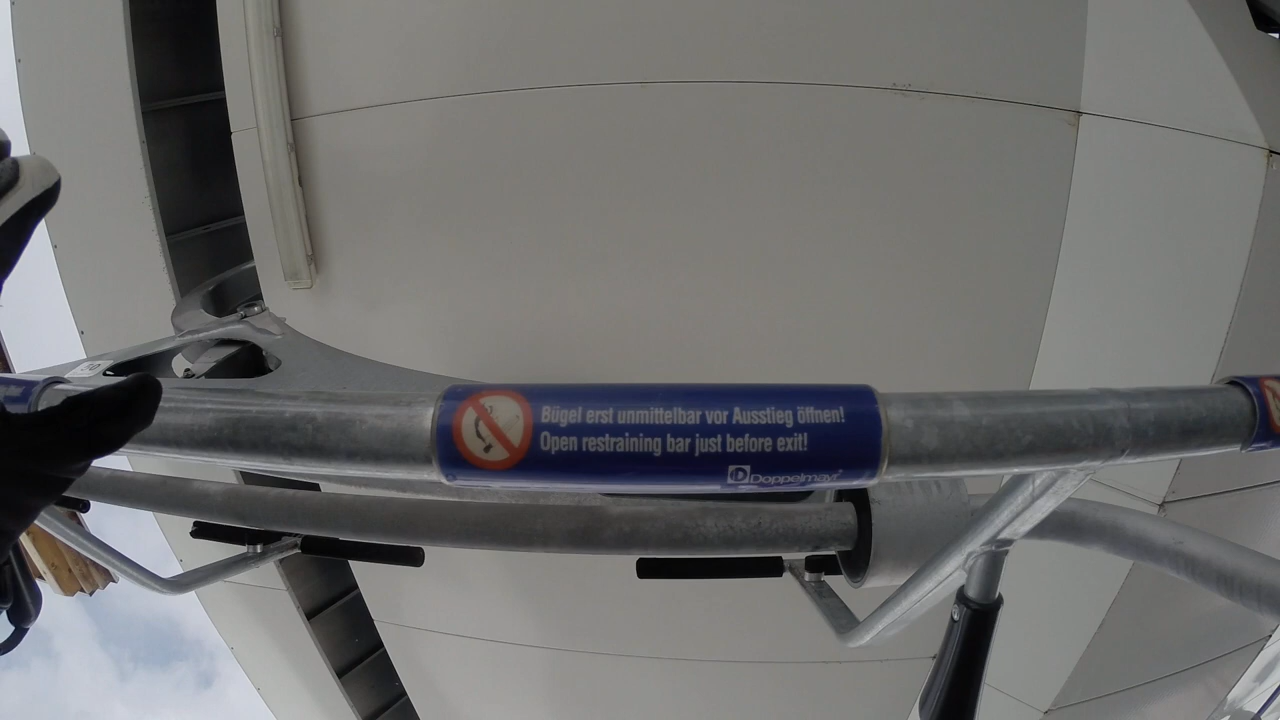 Bügel erst unmittelbar vor Ausstieg öffnen!
Open restraining bar just before exit!
Doppelmayr